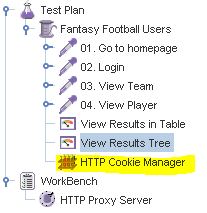 Test Plan
Fantasy Football Users
01. Go to homepage
02. Login
03. View Team
04. View Player
View Results in Table
View Results Tree
HTTP Cookie Manager
WorkBench
HTTP Proxy Server